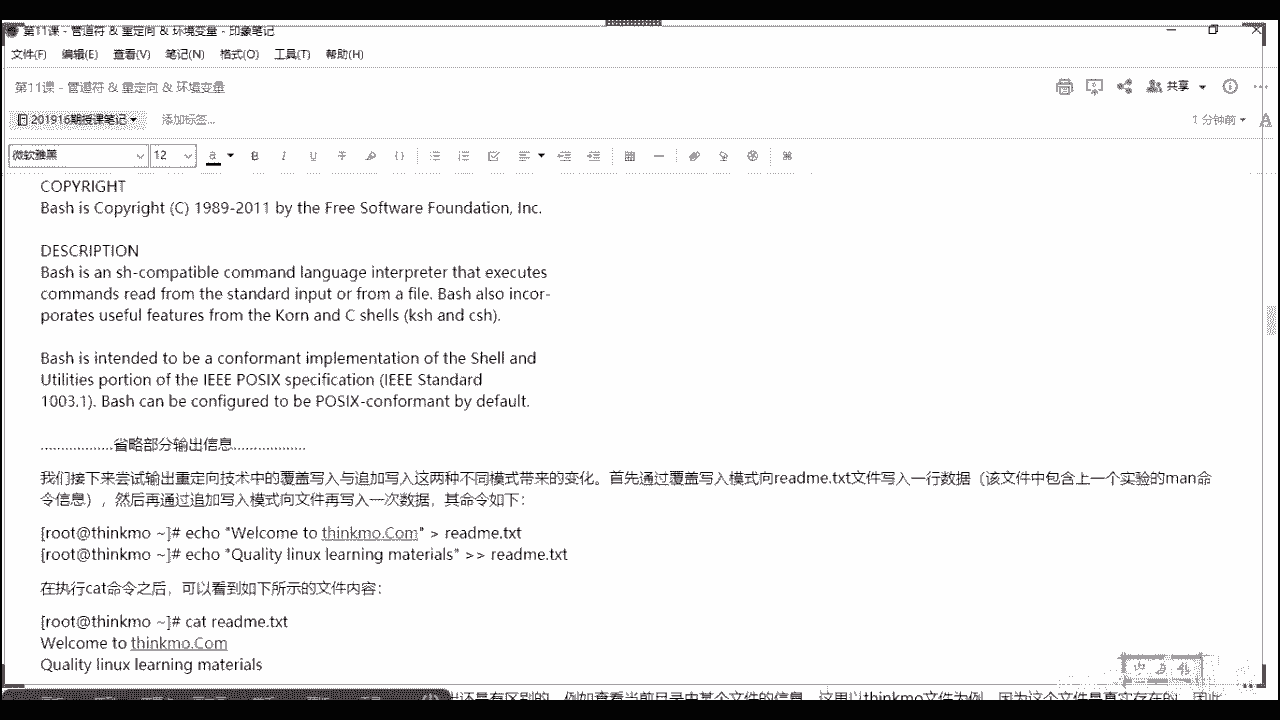 第11课 - 管道符 & 重定向 & 环境变量 - 印象笔记
文件(F) 编辑(E) 查看(V) 笔记(N) 格式(O) 工具(T) 帮助(H)
第11课 - 管道符 & 重定向 & 环境变量
共享
201916期授课笔记
添加标签...
1 分钟前
微软雅黑 12
COPYRIGHT
Bash is Copyright (C) 1989-2011 by the Free Software Foundation, Inc.
DESCRIPTION
Bash is an sh-compatible command language interpreter that executes
commands read from the standard input or from a file. Bash also incor-
porates useful features from the Korn and C shells (ksh and csh).
Bash is intended to be a conformant implementation of the Shell and
Utilities portion of the IEEE POSIX specification (IEEE Standard
1003.1). Bash can be configured to be POSIX-conformant by default.
..................省略部分输出信息..................
我们接下来尝试输出重定向技术中的覆盖写入与追加写入这两种不同模式带来的变化。首先通过覆盖写入模式向readme.txt文件写入一行数据（该文件中包含上一个实验的man命
令信息），然后再通过追加写入模式向文件再写入一次数据，其命令如下：
[root@thinkmo ~]# echo "Welcome to thinkmo.Com" > readme.txt
[root@thinkmo ~]# echo "Quality linux learning materials" >> readme.txt
在执行cat命令之后，可以看到如下所示的文件内容：
[root@thinkmo ~]# cat readme.txt
Welcome to thinkmo.Com
Quality linux learning materials
出还是有区别的，例如查看当前目录中某个文件的信息，这里以thinkmo文件为例，因为这个文件是真实存在的，因此